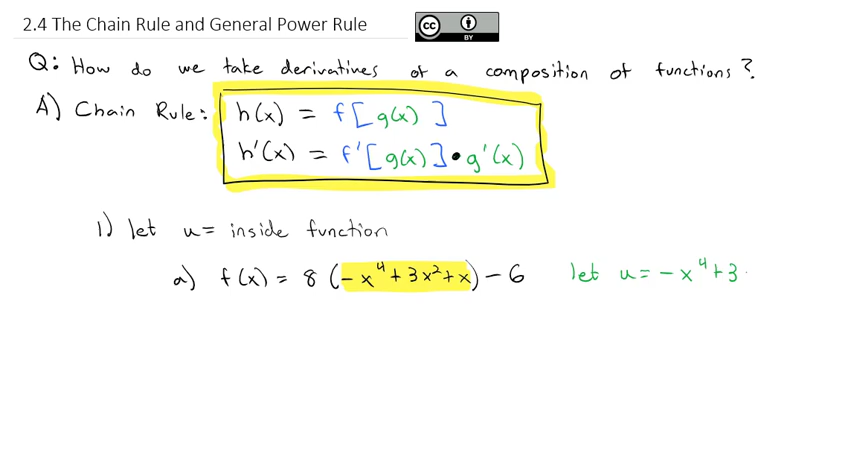 2.4 The Chain Rule and General Power Rule
cc BY
Q: How do we take derivatives of a composition of functions?
A) Chain Rule: h(x) = f[g(x)]
h'(x) = f'[g(x)] • g'(x)
1) let u = inside function
a) f(x) = 8 (-x⁴ + 3x² + x) - 6 let u = -x⁴ + 3